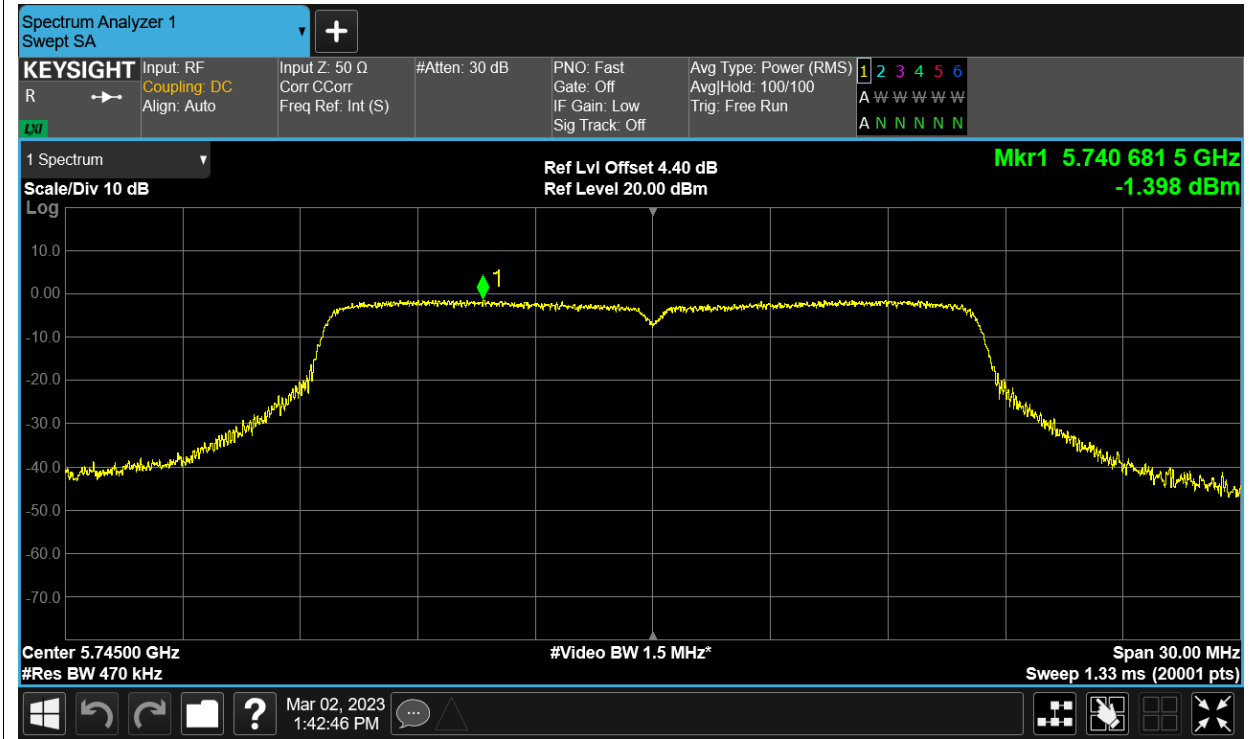 Spectrum Analyzer 1
Swept SA
KEYSIGHT
R
LXI
Input: RF
Coupling: DC
Align: Auto
Input Z: 50 Ω
Corr CCorr
Freq Ref: Int (S)
#Atten: 30 dB
PNO: Fast
Gate: Off
IF Gain: Low
Sig Track: Off
Avg Type: Power (RMS)
Avg|Hold: 100/100
Trig: Free Run
1 2 3 4 5 6
A W W W W W
A N N N N N
1 Spectrum
Scale/Div 10 dB
Log
Ref Lvl Offset 4.40 dB
Ref Level 20.00 dBm
Mkr1 5.740 681 5 GHz
-1.398 dBm
1
10.0
0.00
-10.0
-20.0
-30.0
-40.0
-50.0
-60.0
-70.0
Center 5.74500 GHz
#Res BW 470 kHz
#Video BW 1.5 MHz*
Span 30.00 MHz
Sweep 1.33 ms (20001 pts)
?
Mar 02, 2023
1:42:46 PM